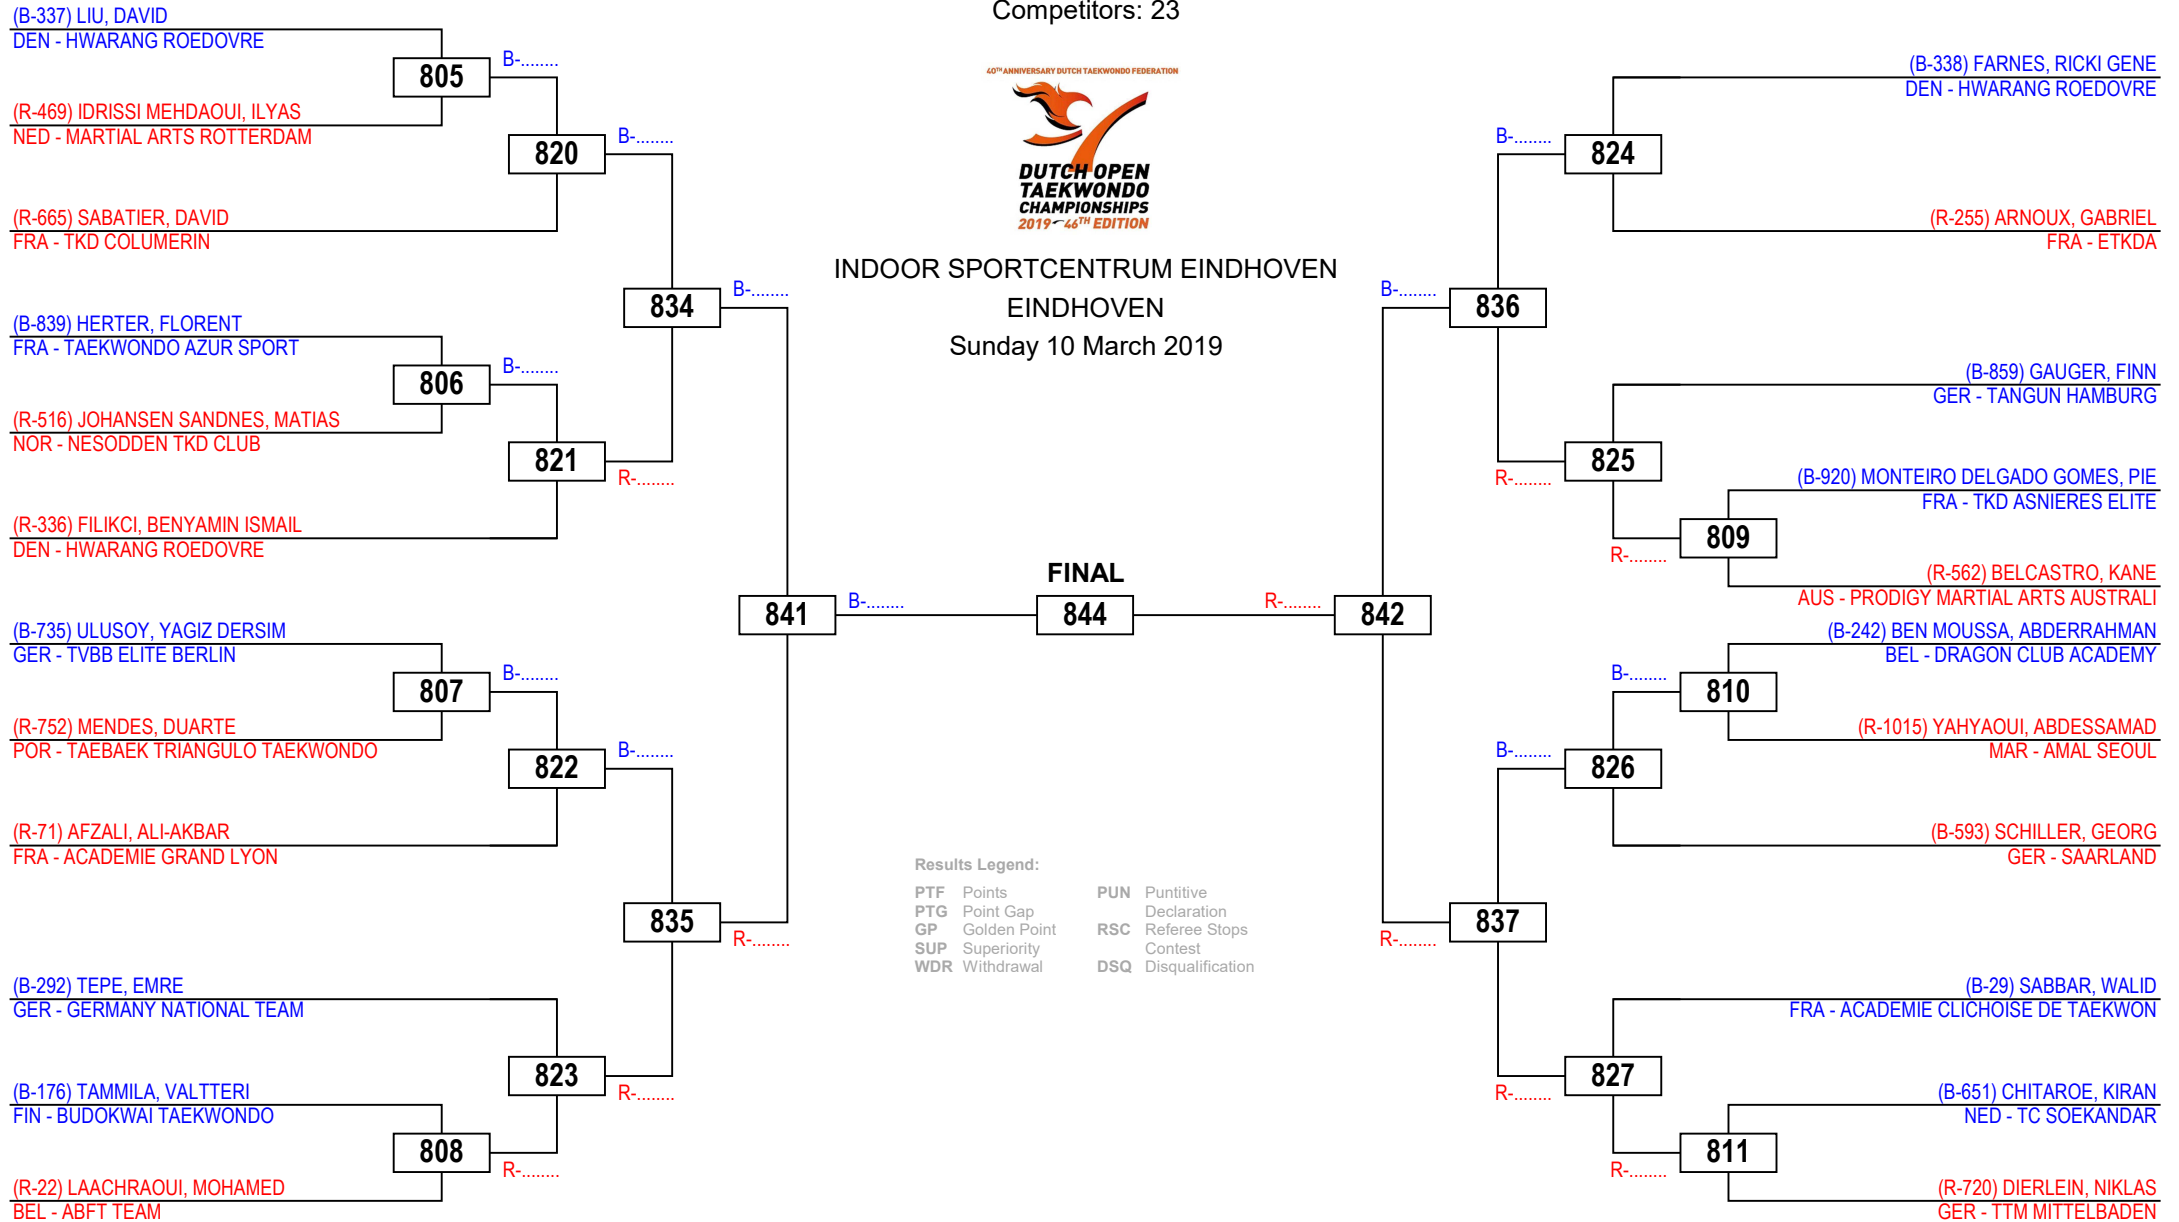 Competitors: 23
40TH ANNIVERSARY DUTCH TAEKWONDO FEDERATION
DUTCH OPEN
TAEKWONDO
CHAMPIONSHIPS
2019 46TH EDITION
INDOOR SPORTCENTRUM EINDHOVEN
EINDHOVEN
Sunday 10 March 2019
(B-337) LIU, DAVID
DEN - HWARANG ROEDOVRE
805
B-........
(R-469) IDRISSI MEHDAOUI, ILYAS
NED - MARTIAL ARTS ROTTERDAM
820
B-........
(R-665) SABATIER, DAVID
FRA - TKD COLUMERIN
834
B-........
(B-839) HERTER, FLORENT
FRA - TAEKWONDO AZUR SPORT
806
B-........
(R-516) JOHANSEN SANDNES, MATIAS
NOR - NESODDEN TKD CLUB
821
R-........
(R-336) FILIKCI, BENYAMIN ISMAIL
DEN - HWARANG ROEDOVRE
841
B-........
(B-735) ULUSOY, YAGIZ DERSIM
GER - TVBB ELITE BERLIN
807
B-........
(R-752) MENDES, DUARTE
POR - TAEBAEK TRIANGULO TAEKWONDO
822
B-........
(R-71) AFZALI, ALI-AKBAR
FRA - ACADEMIE GRAND LYON
835
R-........
(B-292) TEPE, EMRE
GER - GERMANY NATIONAL TEAM
823
R-........
(B-176) TAMMILA, VALTTERI
FIN - BUDOKWAI TAEKWONDO
808
R-........
(R-22) LAACHRAOUI, MOHAMED
BEL - ABFT TEAM
FINAL
844
Results Legend:
PTF Points
PTG Point Gap
GP Golden Point
SUP Superiority
WDR Withdrawal
PUN Puntitive
Declaration
RSC Referee Stops
Contest
DSQ Disqualification
(B-338) FARNES, RICKI GENE
DEN - HWARANG ROEDOVRE
B-........
824
(R-255) ARNOUX, GABRIEL
FRA - ETKDA
B-........
836
(B-859) GAUGER, FINN
GER - TANGUN HAMBURG
R-........
825
(B-920) MONTEIRO DELGADO GOMES, PIE
FRA - TKD ASNIERES ELITE
R-........
809
(R-562) BELCASTRO, KANE
AUS - PRODIGY MARTIAL ARTS AUSTRALI
R-........
842
(B-242) BEN MOUSSA, ABDERRAHMAN
BEL - DRAGON CLUB ACADEMY
B-........
810
(R-1015) YAHYAOUI, ABDESSAMAD
MAR - AMAL SEOUL
B-........
826
(B-593) SCHILLER, GEORG
GER - SAARLAND
R-........
837
(B-29) SABBAR, WALID
FRA - ACADEMIE CLICHOISE DE TAEKWON
R-........
827
(B-651) CHITAROE, KIRAN
NED - TC SOEKANDAR
R-........
811
(R-720) DIERLEIN, NIKLAS
GER - TTM MITTELBADEN